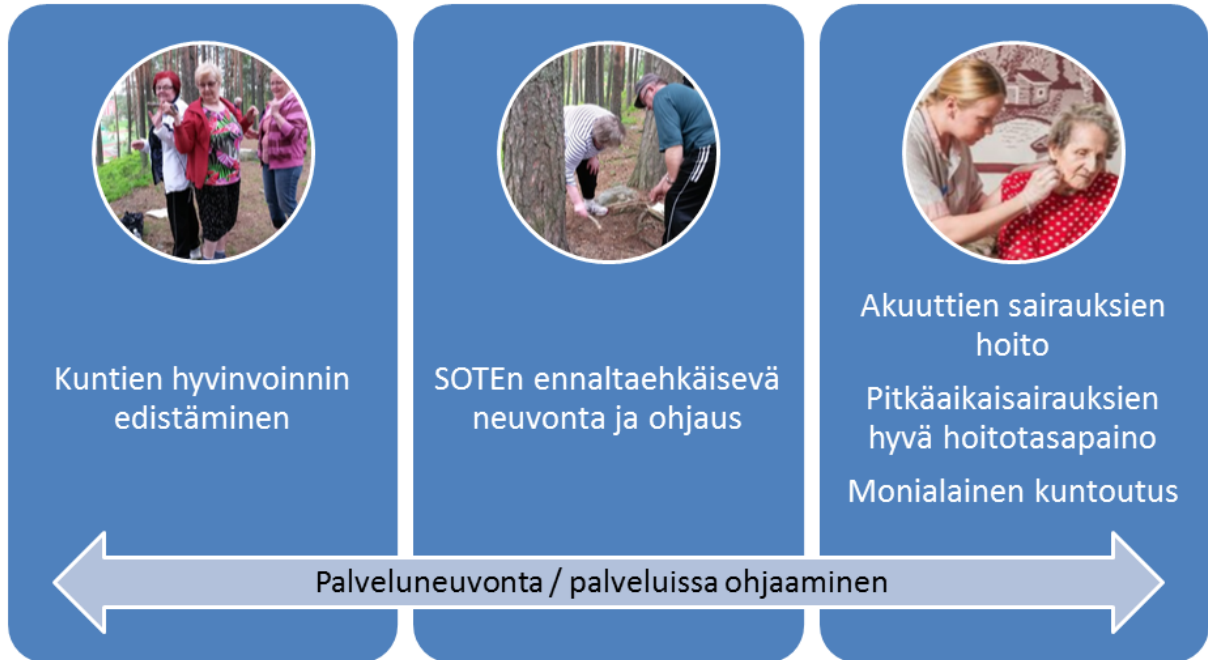 Kuntien hyvinvoinnin
edistäminen
SOTEn ennaltaehkäisevä
neuvonta ja ohjaus
Akuuttien sairauksien
hoito
Pitkäaikaisairauksien
hyvä hoitotasapaino
Monialainen kuntoutus
Palveluneuvonta / palveluissa ohjaaminen